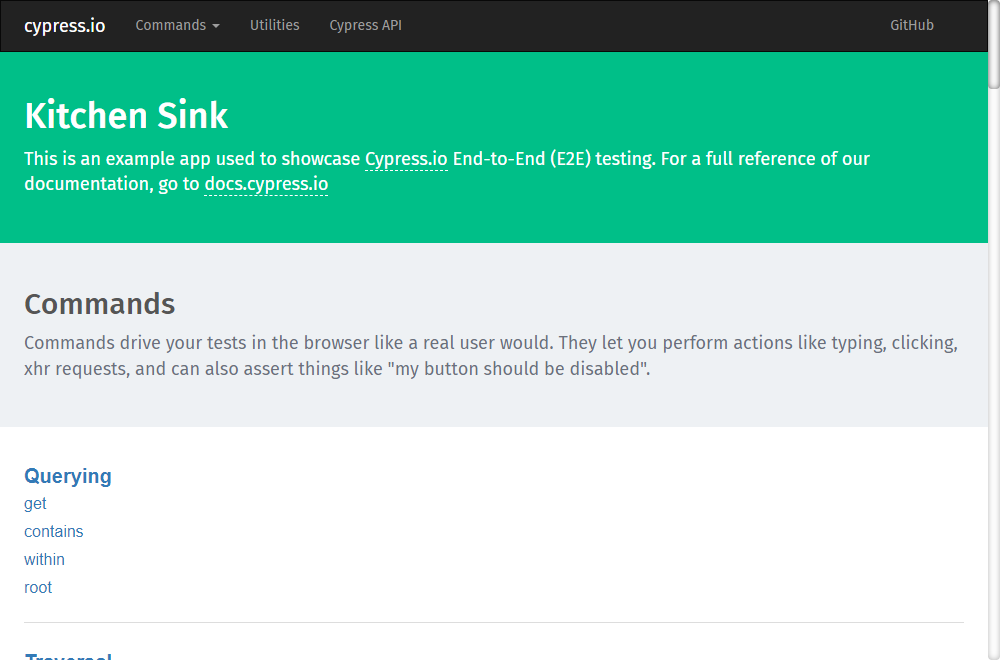 cypress.io Commands Utilities Cypress API GitHub
Kitchen Sink
This is an example app used to showcase Cypress.io End-to-End (E2E) testing. For a full reference of our
documentation, go to docs.cypress.io
Commands
Commands drive your tests in the browser like a real user would. They let you perform actions like typing, clicking,
xhr requests, and can also assert things like "my button should be disabled".
Querying
get
contains
within
root
Traversal